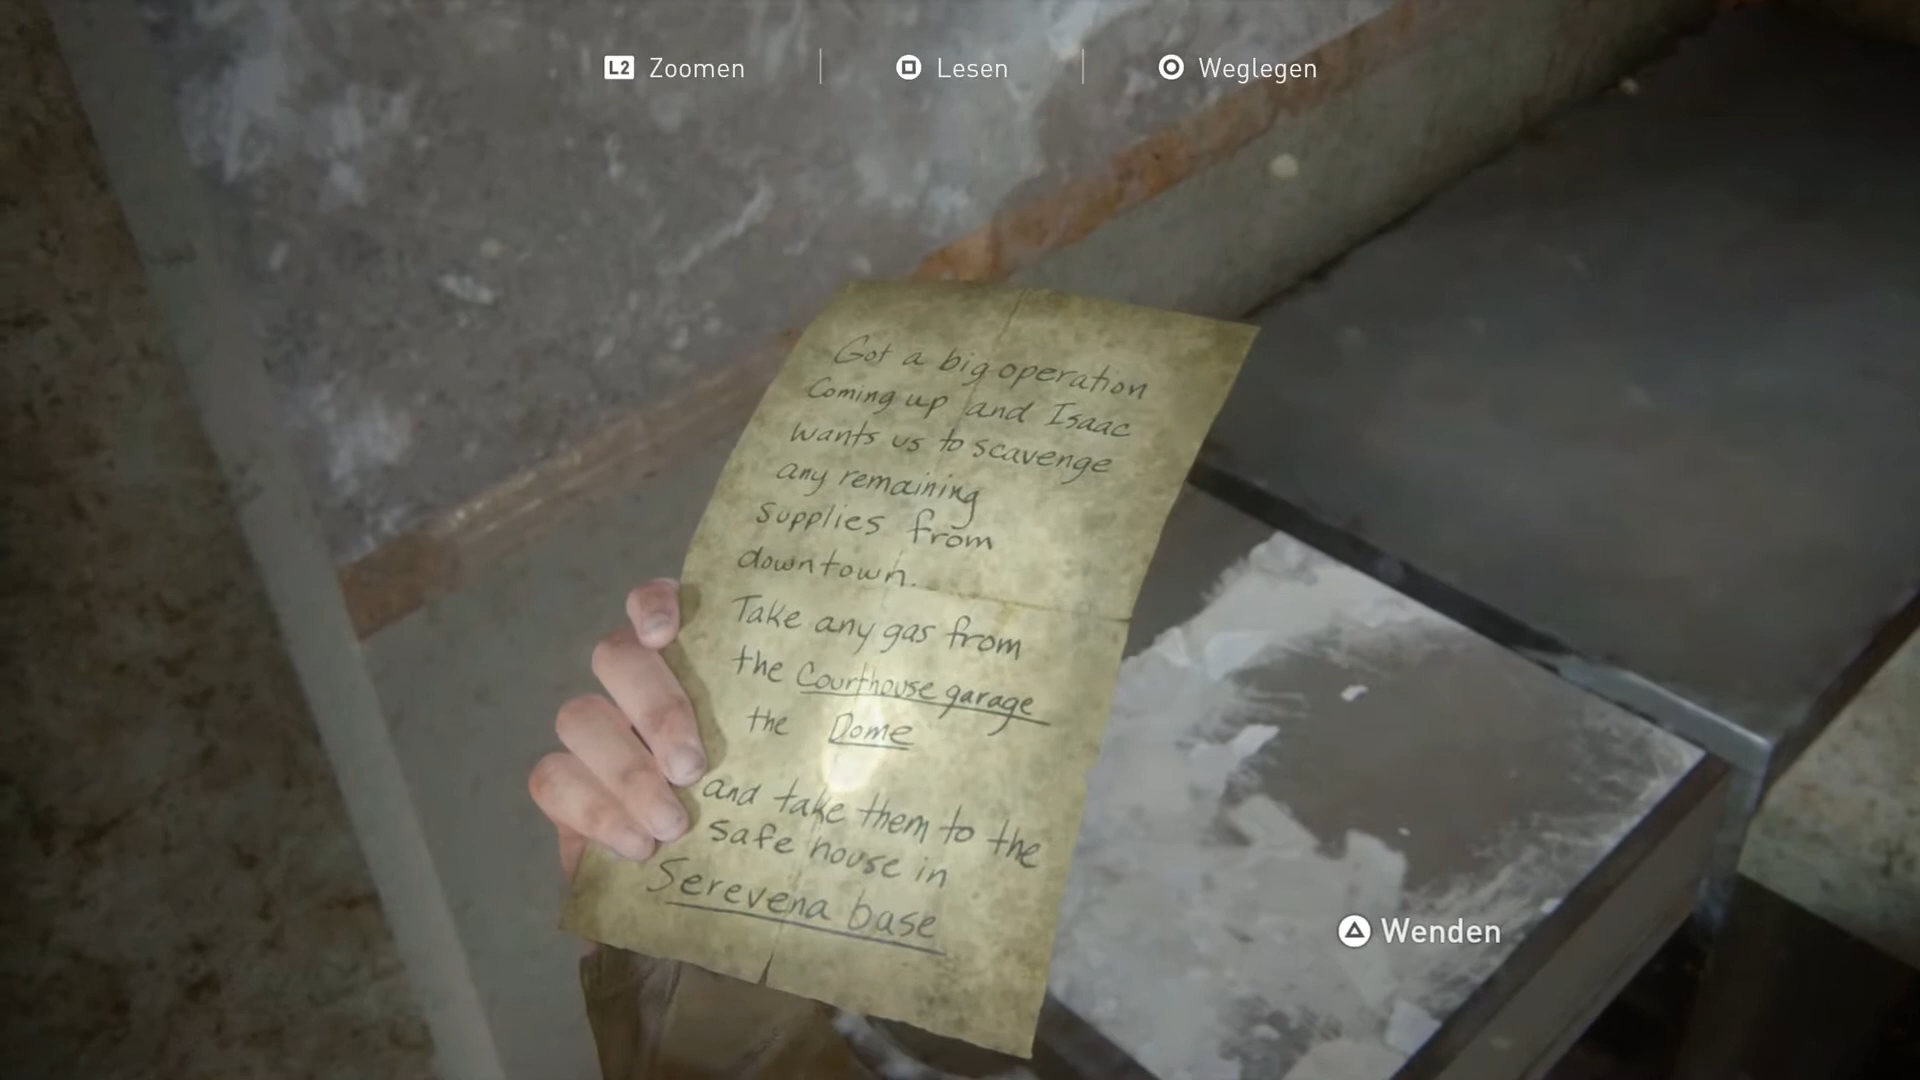 L2 Zoomen Lesen Weglegen
Got a big operation
Coming up and Isaac
wants us to scavenge
any remaining
supplies from
downtown.
Take any gas from
the Courthouse garage
the Dome
and take them to the
safe house in
Serevena base
Wenden